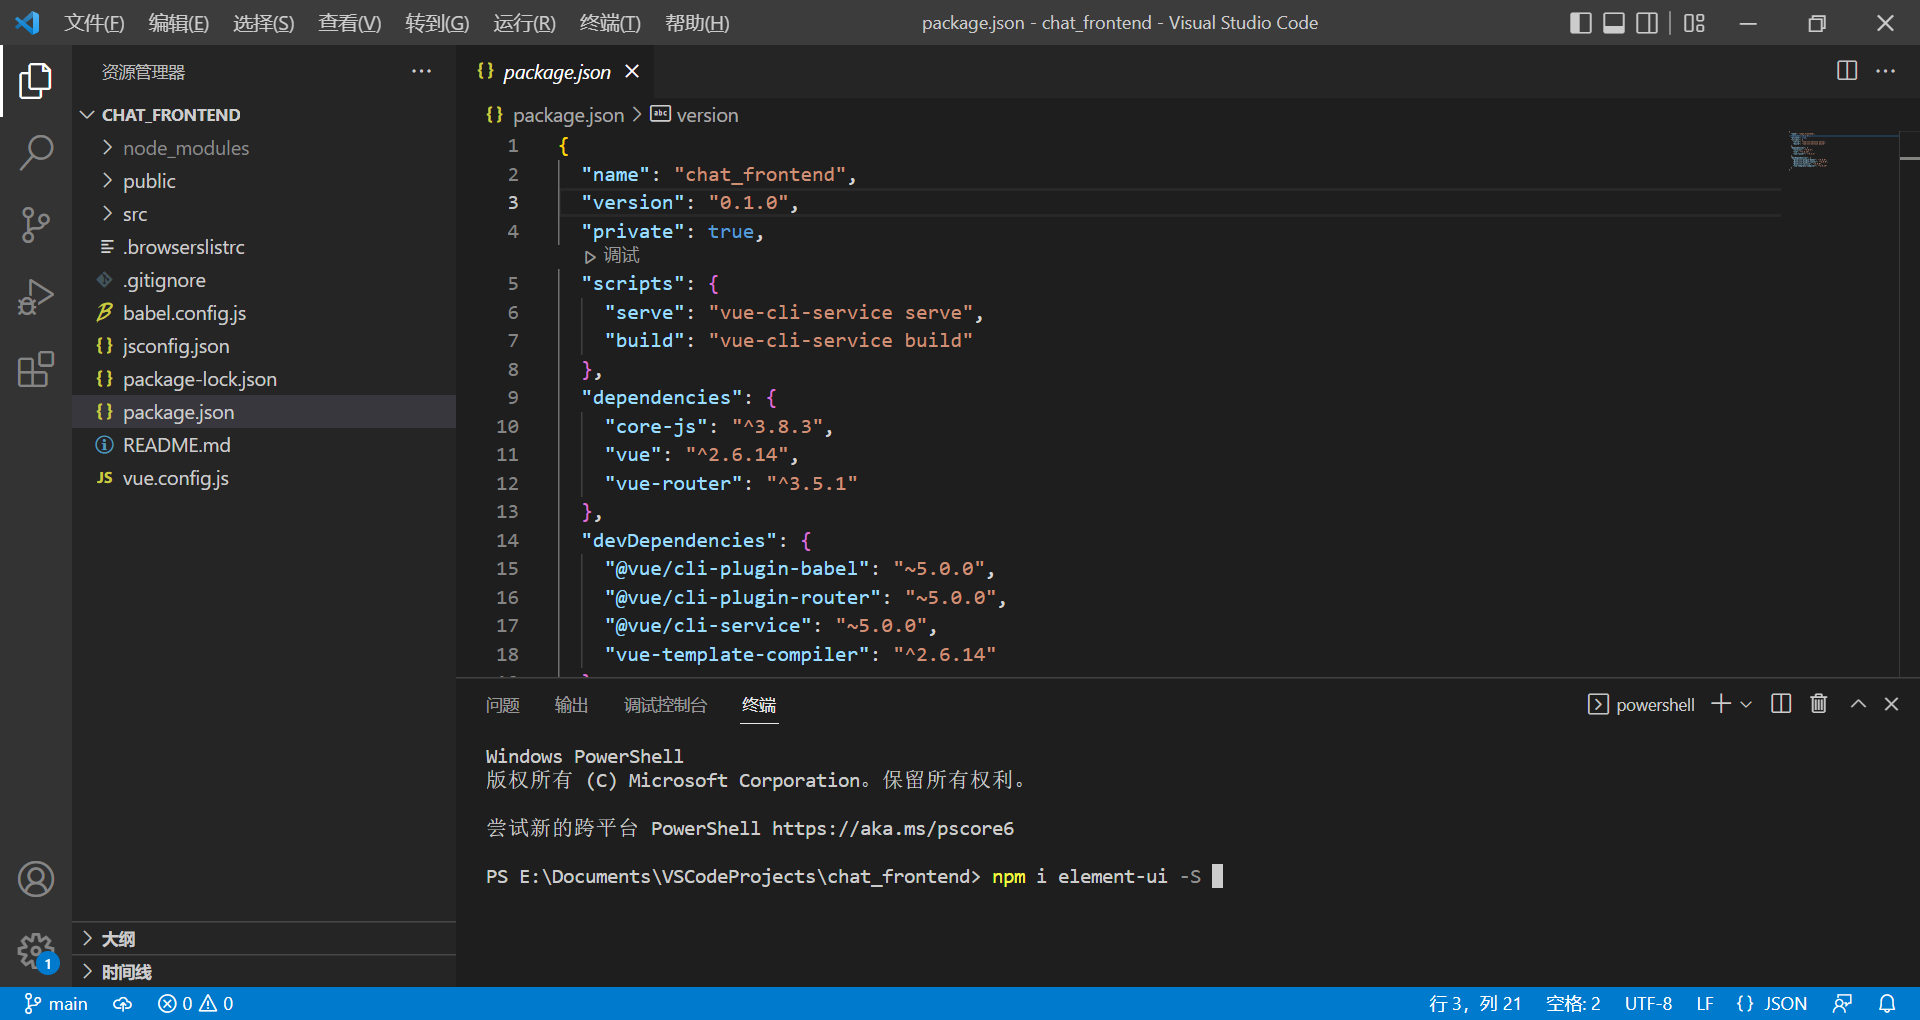 文件(F) 编辑(E) 选择(S) 查看(V) 转到(G) 运行(R) 终端(T) 帮助(H) package.json - chat_frontend - Visual Studio Code
资源管理器
CHAT_FRONTEND
node_modules
public
src
.browserslistrc
.gitignore
babel.config.js
jsconfig.json
package-lock.json
package.json
README.md
JS vue.config.js
大纲
时间线
1
{} package.json
{} package.json > abc version
1 {
2 "name": "chat_frontend",
3 "version": "0.1.0",
4 "private": true,
调试
5 "scripts": {
6 "serve": "vue-cli-service serve",
7 "build": "vue-cli-service build"
8 },
9 "dependencies": {
10 "core-js": "^3.8.3",
11 "vue": "^2.6.14",
12 "vue-router": "^3.5.1"
13 },
14 "devDependencies": {
15 "@vue/cli-plugin-babel": "~5.0.0",
16 "@vue/cli-plugin-router": "~5.0.0",
17 "@vue/cli-service": "~5.0.0",
18 "vue-template-compiler": "^2.6.14"
问题 输出 调试控制台 终端 powershell
Windows PowerShell
版权所有 (C) Microsoft Corporation。保留所有权利。
尝试新的跨平台 PowerShell https://aka.ms/pscore6
PS E:\Documents\VSCodeProjects\chat_frontend> npm i element-ui -S
main 0 0 行 3，列 21 空格: 2 UTF-8 LF {} JSON